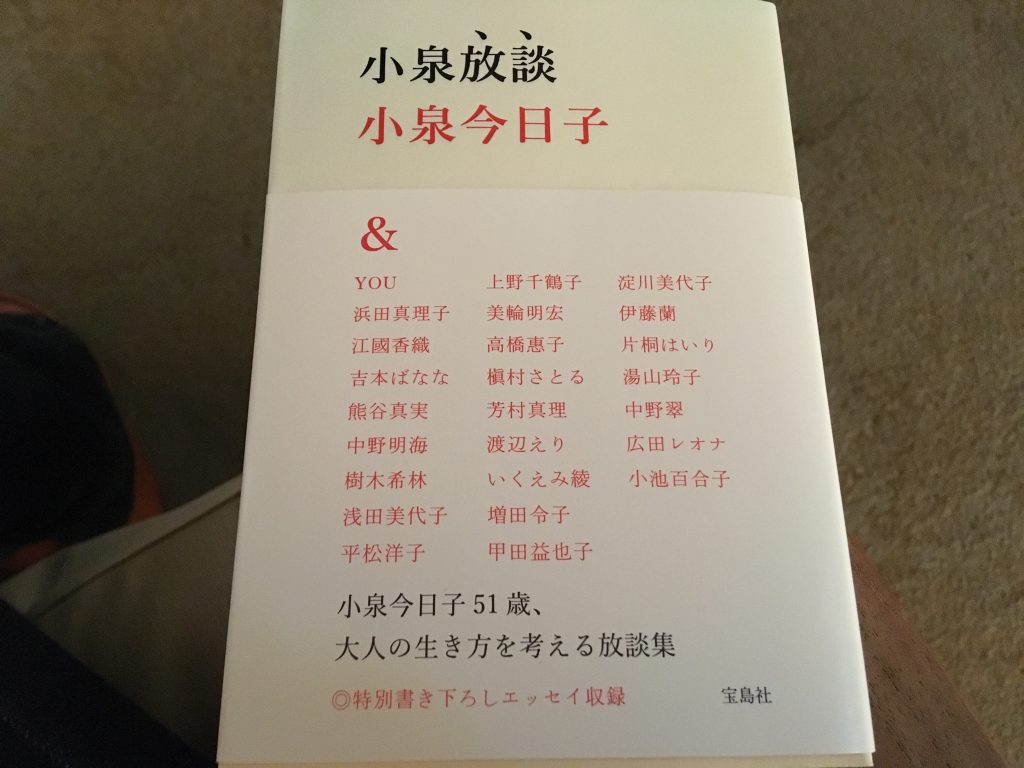 小泉放談
小泉今日子
&
YOU 上野千鶴子 淀川美代子
浜田真理子 美輪明宏 伊藤蘭
江國香織 高橋惠子 片桐はいり
吉本ばなな 槇村さとる 湯山玲子
熊谷真実 芳村真理 中野翠
中野明海 渡辺えり 広田レオナ
樹木希林 いくえみ綾 小池百合子
浅田美代子 増田令子
平松洋子 甲田益也子
小泉今日子51歳、
大人の生き方を考える放談集
◎特別書き下ろしエッセイ収録 宝島社